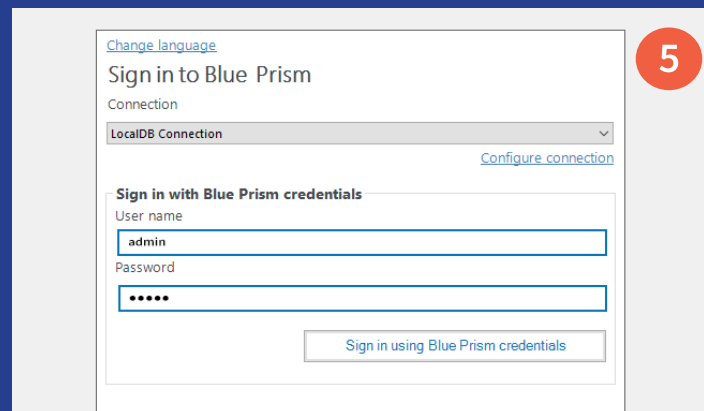 Change language
5
Sign in to Blue Prism
Connection
LocalDB Connection
Configure connection
Sign in with Blue Prism credentials
User name
admin
Password
•••••
Sign in using Blue Prism credentials